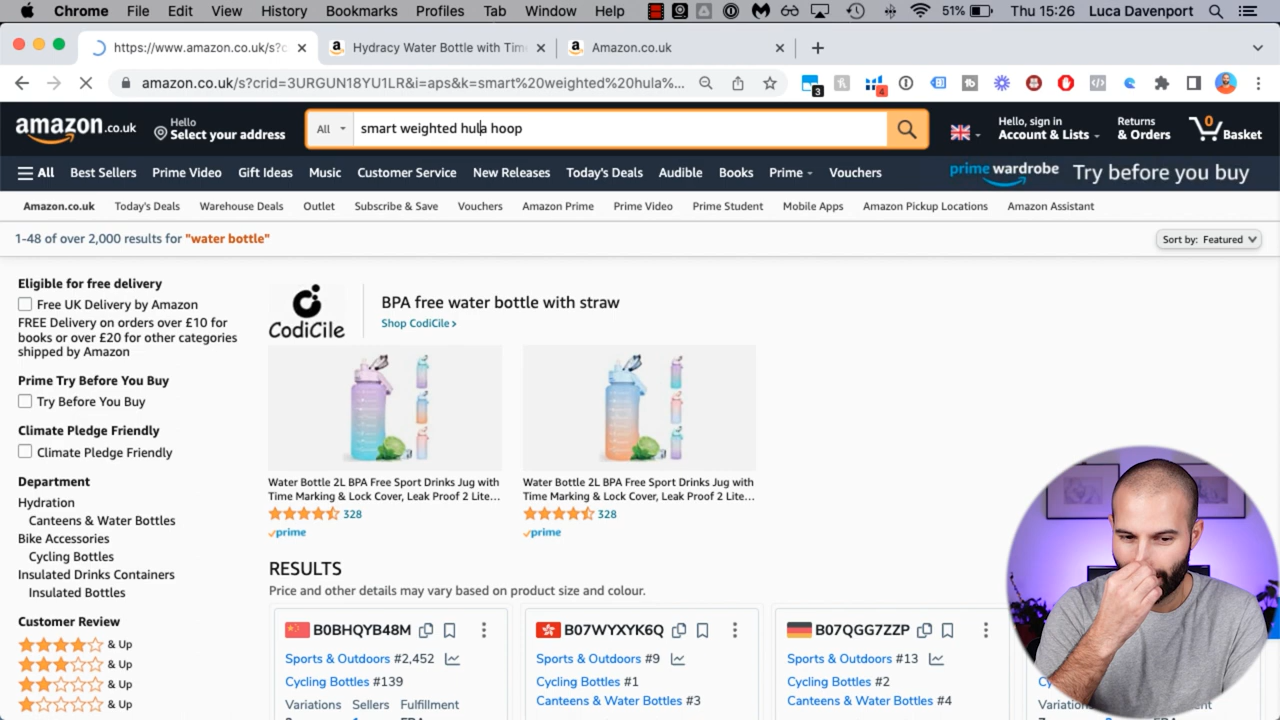 Chrome File Edit View History Bookmarks Profiles Tab Window Help 51% Thu 15:26 Luca Davenport
https://www.amazon.co.uk/s?c Hydracy Water Bottle with Tim Amazon.co.uk
amazon.co.uk/s?crid=3URGUN18YU1LR&i=aps&k=smart%20weighted%20hula%... 3 4
amazon.co.uk Hello Select your address All smart weighted hula hoop Hello, sign in Account & Lists Returns & Orders 0 Basket
All Best Sellers Prime Video Gift Ideas Music Customer Service New Releases Today's Deals Audible Books Prime Vouchers prime wardrobe Try before you buy
Amazon.co.uk Today's Deals Warehouse Deals Outlet Subscribe & Save Vouchers Amazon Prime Prime Video Prime Student Mobile Apps Amazon Pickup Locations Amazon Assistant
1-48 of over 2,000 results for "water bottle" Sort by: Featured
Eligible for free delivery
Free UK Delivery by Amazon
FREE Delivery on orders over £10 for
books or over £20 for other categories
shipped by Amazon
Prime Try Before You Buy
Try Before You Buy
Climate Pledge Friendly
Climate Pledge Friendly
Department
Hydration
Canteens & Water Bottles
Bike Accessories
Cycling Bottles
Insulated Drinks Containers
Insulated Bottles
Customer Review
& Up
& Up
& Up
& Up
CodiCile
BPA free water bottle with straw
Shop CodiCile >
Water Bottle 2L BPA Free Sport Drinks Jug with
Time Marking & Lock Cover, Leak Proof 2 Lite...
328
prime
Water Bottle 2L BPA Free Sport Drinks Jug with
Time Marking & Lock Cover, Leak Proof 2 Lite...
328
prime
RESULTS
Price and other details may vary based on product size and colour.
B0BHQYB48M
Sports & Outdoors #2,452
Cycling Bottles #139
Variations Sellers Fulfillment
B07WYXYK6Q
Sports & Outdoors #9
Cycling Bottles #1
Canteens & Water Bottles #3
B07QGG7ZZP
Sports & Outdoors #13
Cycling Bottles #2
Canteens & Water Bottles #4